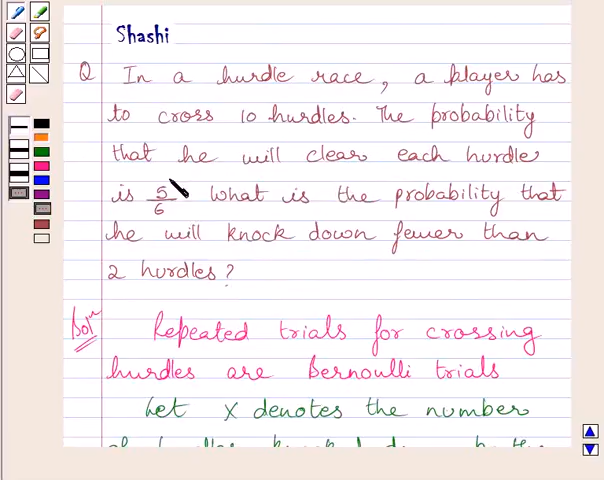 Shashi
Q In a hurdle race, a player has
to cross 10 hurdles. The probability
that he will clear each hurdle
is 5/6 What is the probability that
he will knock down fewer than
2 hurdles?
Solⁿ Repeated trials for crossing
hurdles are Bernoulli trials
Let X denotes the number